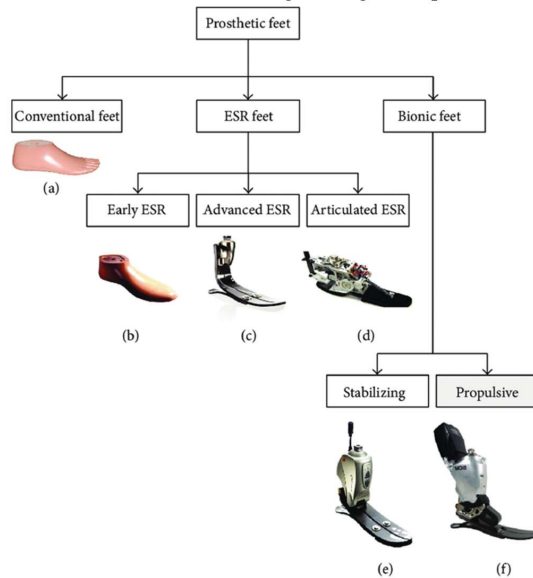 Prosthetic feet
Conventional feet
ESR feet
Bionic feet
(a)
Early ESR
Advanced ESR
Articulated ESR
(b)
(c)
(d)
Stabilizing
Propulsive
(e)
(f)